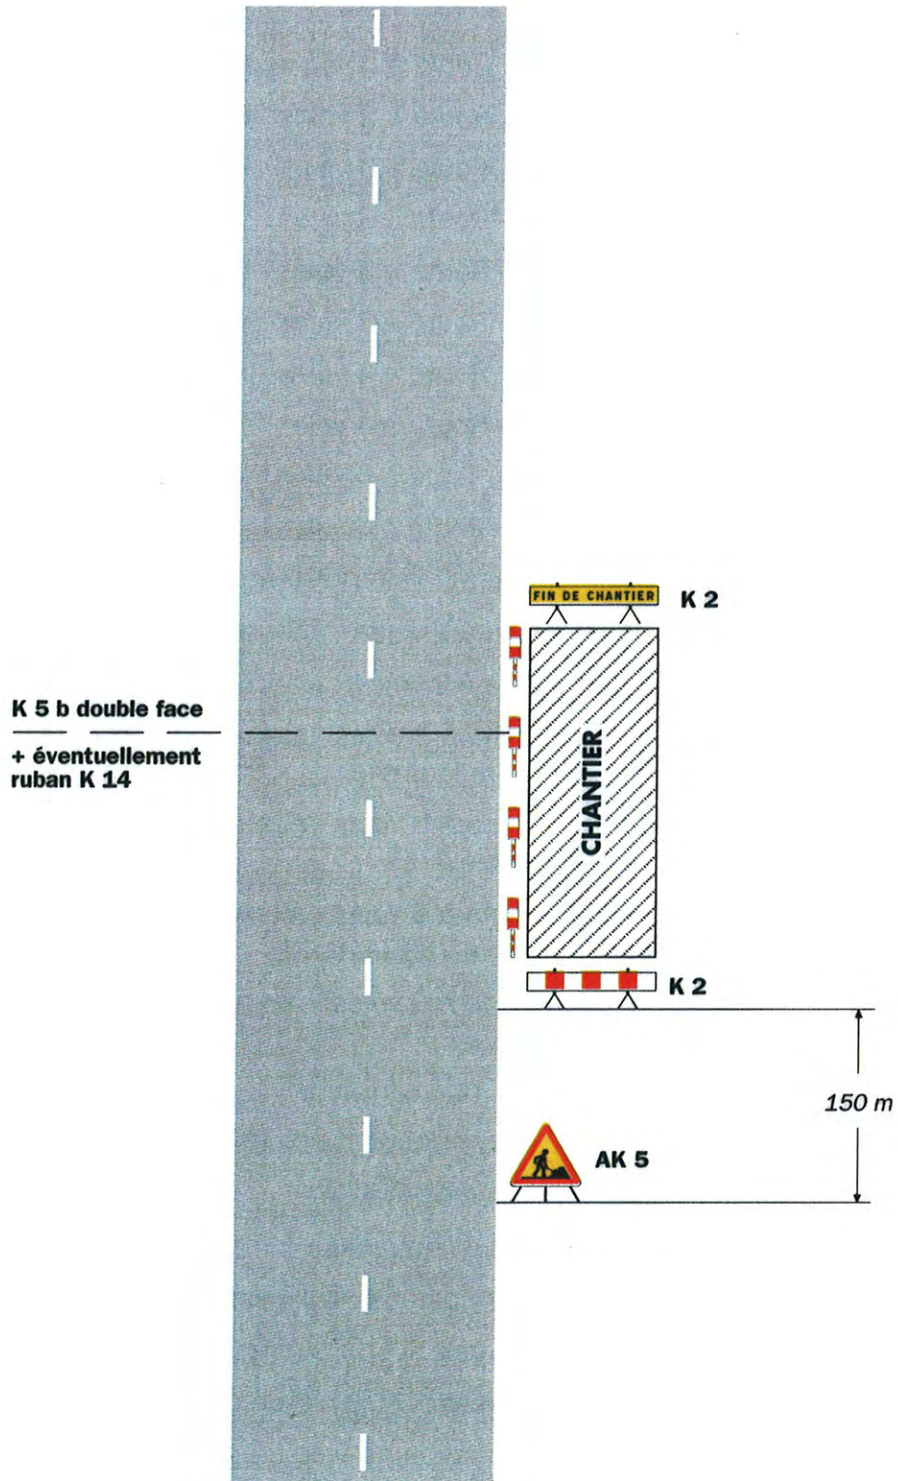 FIN DE CHANTIER
K 2
K 5 b double face
+ éventuellement
ruban K 14
CHANTIER
K 2
150 m
AK 5